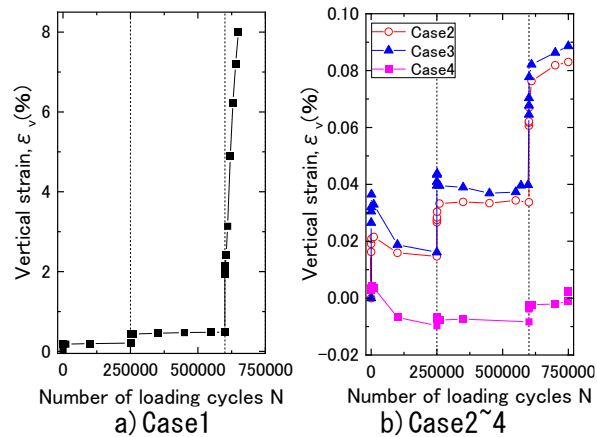 8
6
4
2
0
Vertical strain, ε v(%)
0 250000 500000 750000
Number of loading cycles N
a) Case1
Case2
Case3
Case4
0.10
0.08
0.06
0.04
0.02
0.00
-0.02
Vertical strain, ε v(%)
0 250000 500000 750000
Number of loading cycles N
b) Case2~4